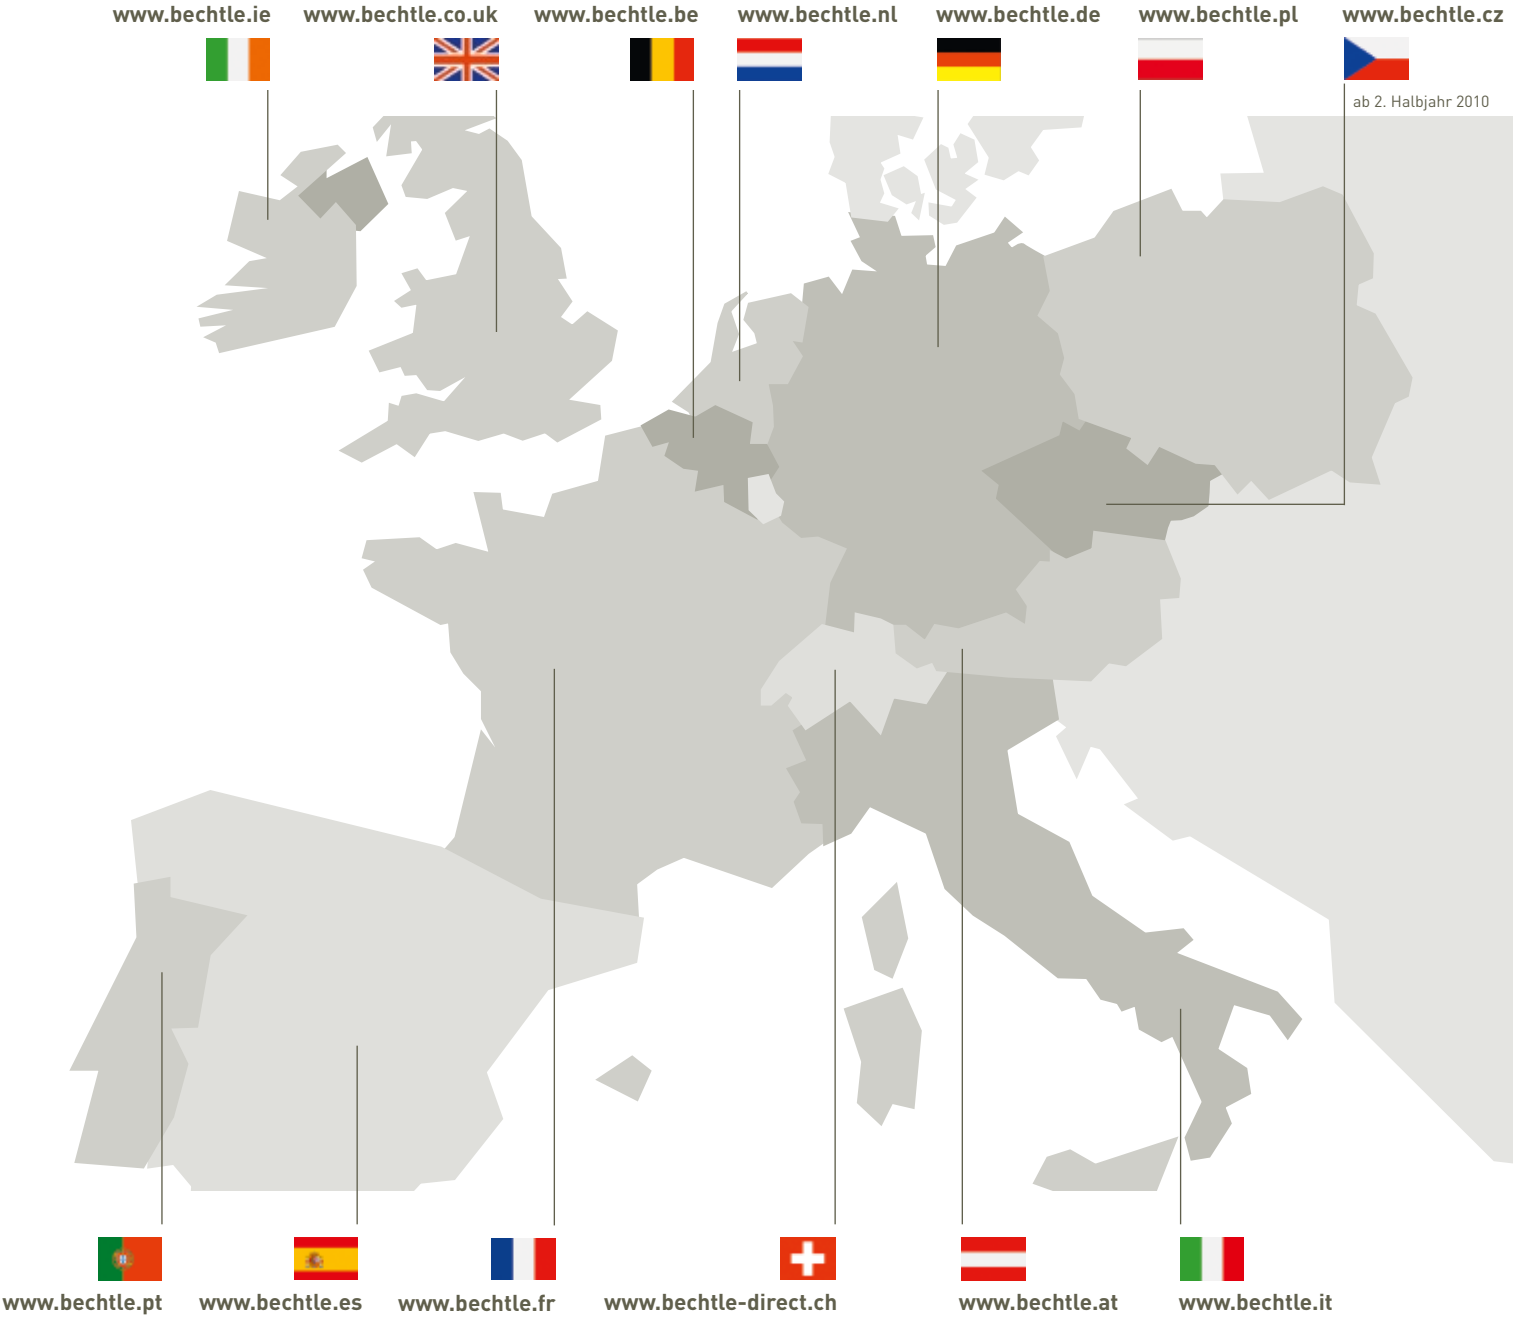 www.bechtle.ie
www.bechtle.co.uk
www.bechtle.be
www.bechtle.nl
www.bechtle.de
www.bechtle.pl
www.bechtle.cz
ab 2. Halbjahr 2010
www.bechtle.pt
www.bechtle.es
www.bechtle.fr
www.bechtle-direct.ch
www.bechtle.at
www.bechtle.it